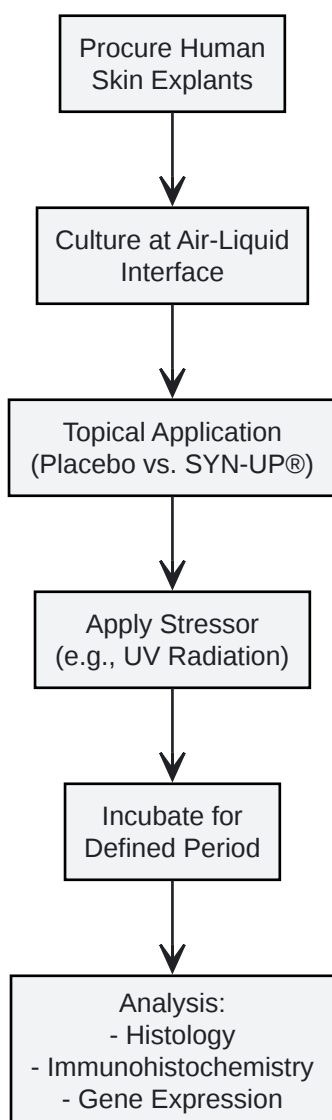 Procure Human
Skin Explants
Culture at Air-Liquid
Interface
Topical Application
(Placebo vs. SYN-UP®)
Apply Stressor
(e.g., UV Radiation)
Incubate for
Defined Period
Analysis:
- Histology
- Immunohistochemistry
- Gene Expression